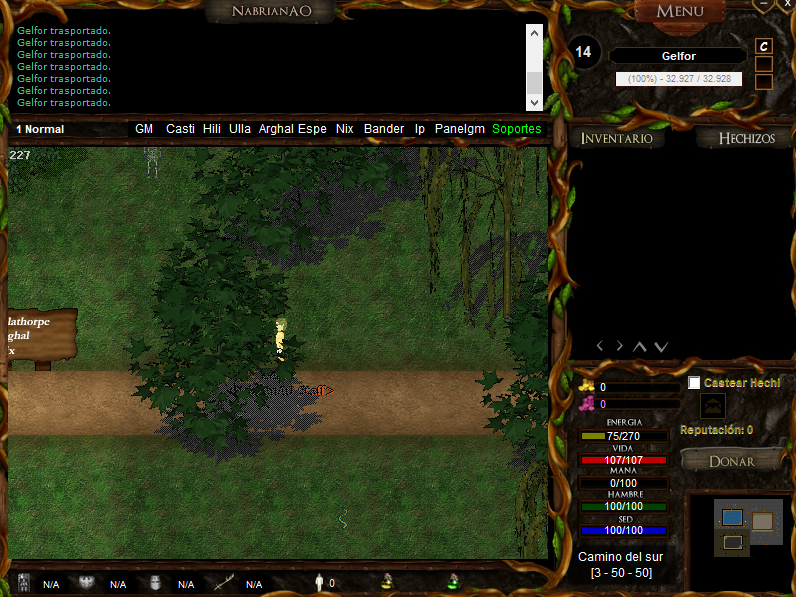 NabrianAO
Gelfor trasportado.
Gelfor trasportado.
Gelfor trasportado.
Gelfor trasportado.
Gelfor trasportado.
Gelfor trasportado.
Gelfor trasportado.
1 Normal
GM Casti Hili Ulla Arghal Espe Nix Bander Ip Panelgm Soportes
227
lathorpe
ghal
x
Staff>
N/A
N/A
N/A
N/A
0
Menu
X
14
Gelfor
C
(100%) - 32.927 / 32.928
Inventario
Hechizos
0
0
Castear Hechi
Reputación: 0
Donar
ENERGIA
75/270
VIDA
107/107
MANA
0/100
HAMBRE
100/100
SED
100/100
Camino del sur
[3 - 50 - 50]